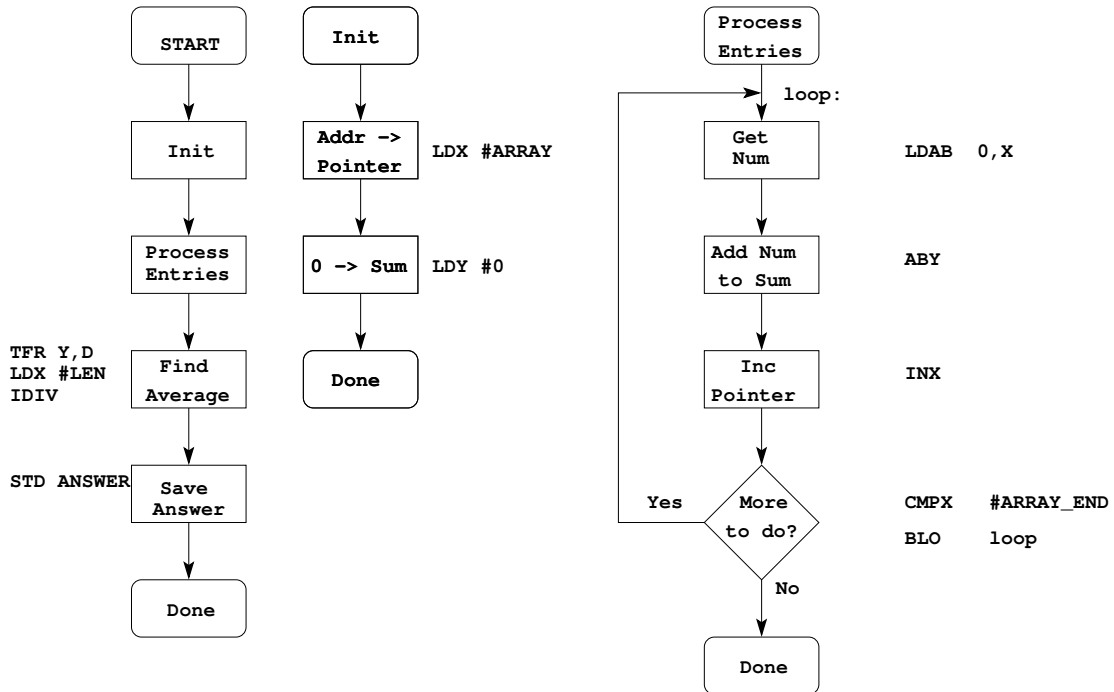 START
Init
Process
Entries
TFR Y,D
LDX #LEN
IDIV
Find
Average
STD ANSWER
Save
Answer
Done
Init
Addr −>
Pointer
LDX #ARRAY
0 −> Sum
LDY #0
Done
Process
Entries
loop:
Get
Num
LDAB 0,X
Add Num
to Sum
ABY
Inc
Pointer
INX
More
to do?
Yes
CMPX #ARRAY_END
BLO loop
No
Done